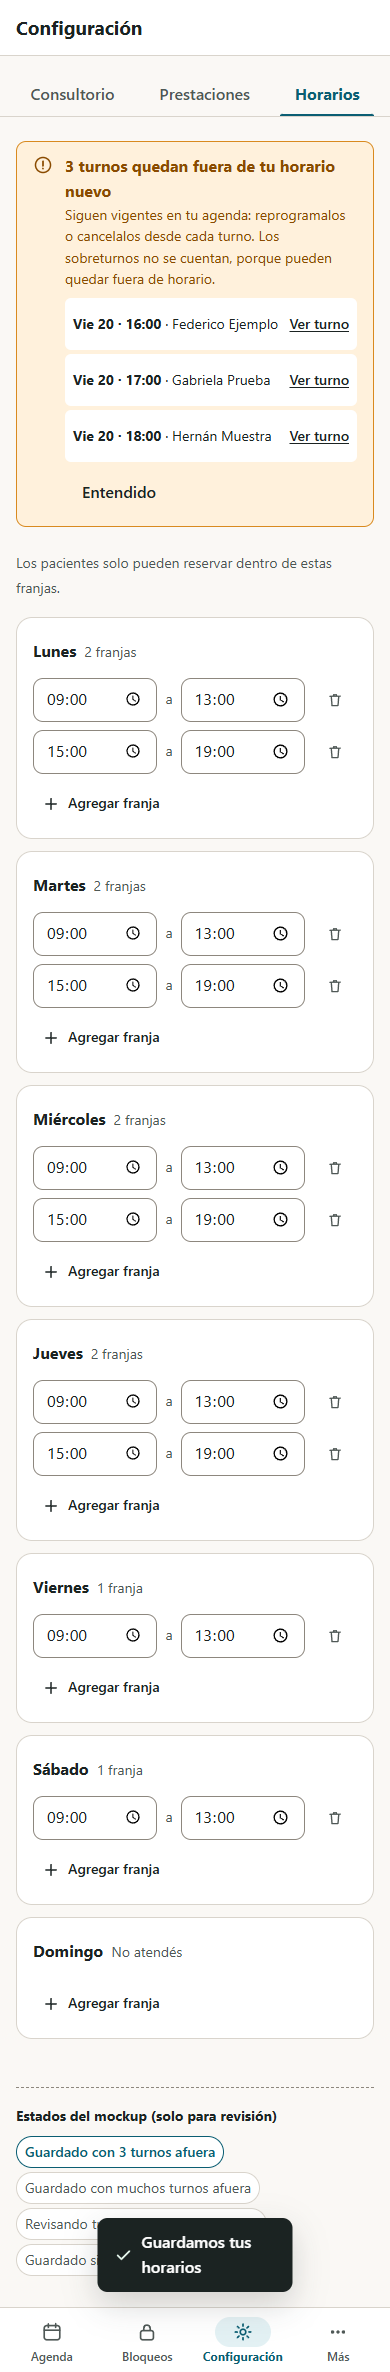 Configuración
Consultorio Prestaciones Horarios
3 turnos quedan fuera de tu horario
nuevo
Siguen vigentes en tu agenda: reprogramalos
o cancelalos desde cada turno. Los
sobreturnos no se cuentan, porque pueden
quedar fuera de horario.
Vie 20 · 16:00 · Federico Ejemplo Ver turno
Vie 20 · 17:00 · Gabriela Prueba Ver turno
Vie 20 · 18:00 · Hernán Muestra Ver turno
Entendido
Los pacientes solo pueden reservar dentro de estas
franjas.
Lunes 2 franjas
09:00 a 13:00
15:00 a 19:00
+ Agregar franja
Martes 2 franjas
09:00 a 13:00
15:00 a 19:00
+ Agregar franja
Miércoles 2 franjas
09:00 a 13:00
15:00 a 19:00
+ Agregar franja
Jueves 2 franjas
09:00 a 13:00
15:00 a 19:00
+ Agregar franja
Viernes 1 franja
09:00 a 13:00
+ Agregar franja
Sábado 1 franja
09:00 a 13:00
+ Agregar franja
Domingo No atendés
+ Agregar franja
Estados del mockup (solo para revisión)
Guardado con 3 turnos afuera
Guardado con muchos turnos afuera
Revisando
Guardado
Guardamos tus
horarios
Agenda Bloqueos Configuración Más